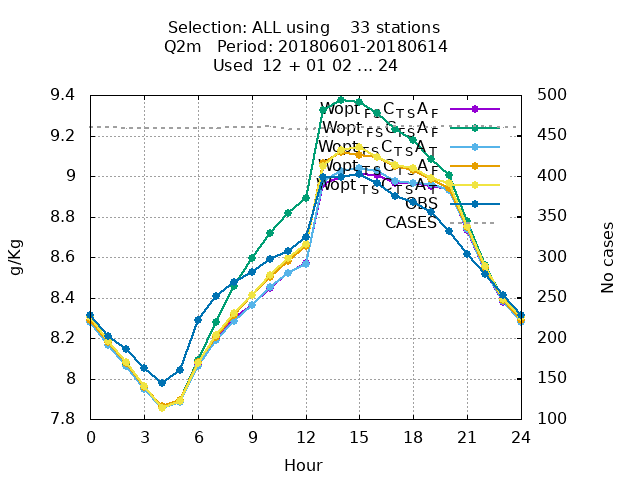 Selection: ALL using 33 stations
Q2m Period: 20180601-20180614
Used 12 + 01 02 ... 24
9.4
9.2
9
8.8
8.6
8.4
8.2
8
7.8
g/Kg
500
450
400
350
300
250
200
150
100
No cases
OBS
CASES
0 3 6 9 12 15 18 21 24
Hour